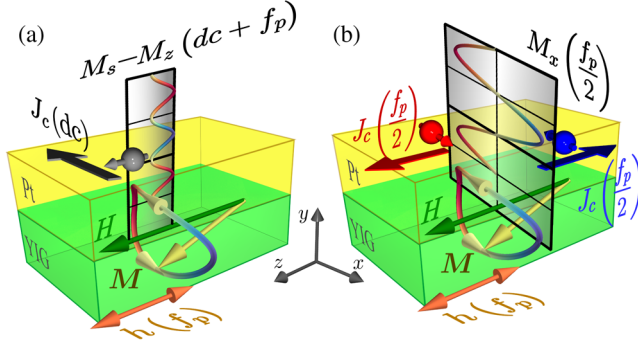 (a)
M_s−M_z (dc + f_p)
J_c(dc)
Pt
YIG
H
M
h (f_p)
y
z
x
(b)
M_x (f_p/2)
J_c (f_p/2)
J_c (f_p/2)
Pt
YIG
H
M
h (f_p)